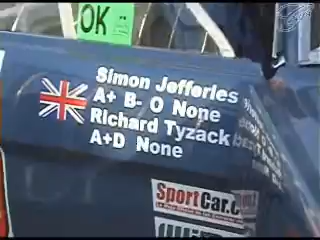 OK
Simon Jefferies
A+ B- O None
Richard Tyzack
A+D None
SportCar.